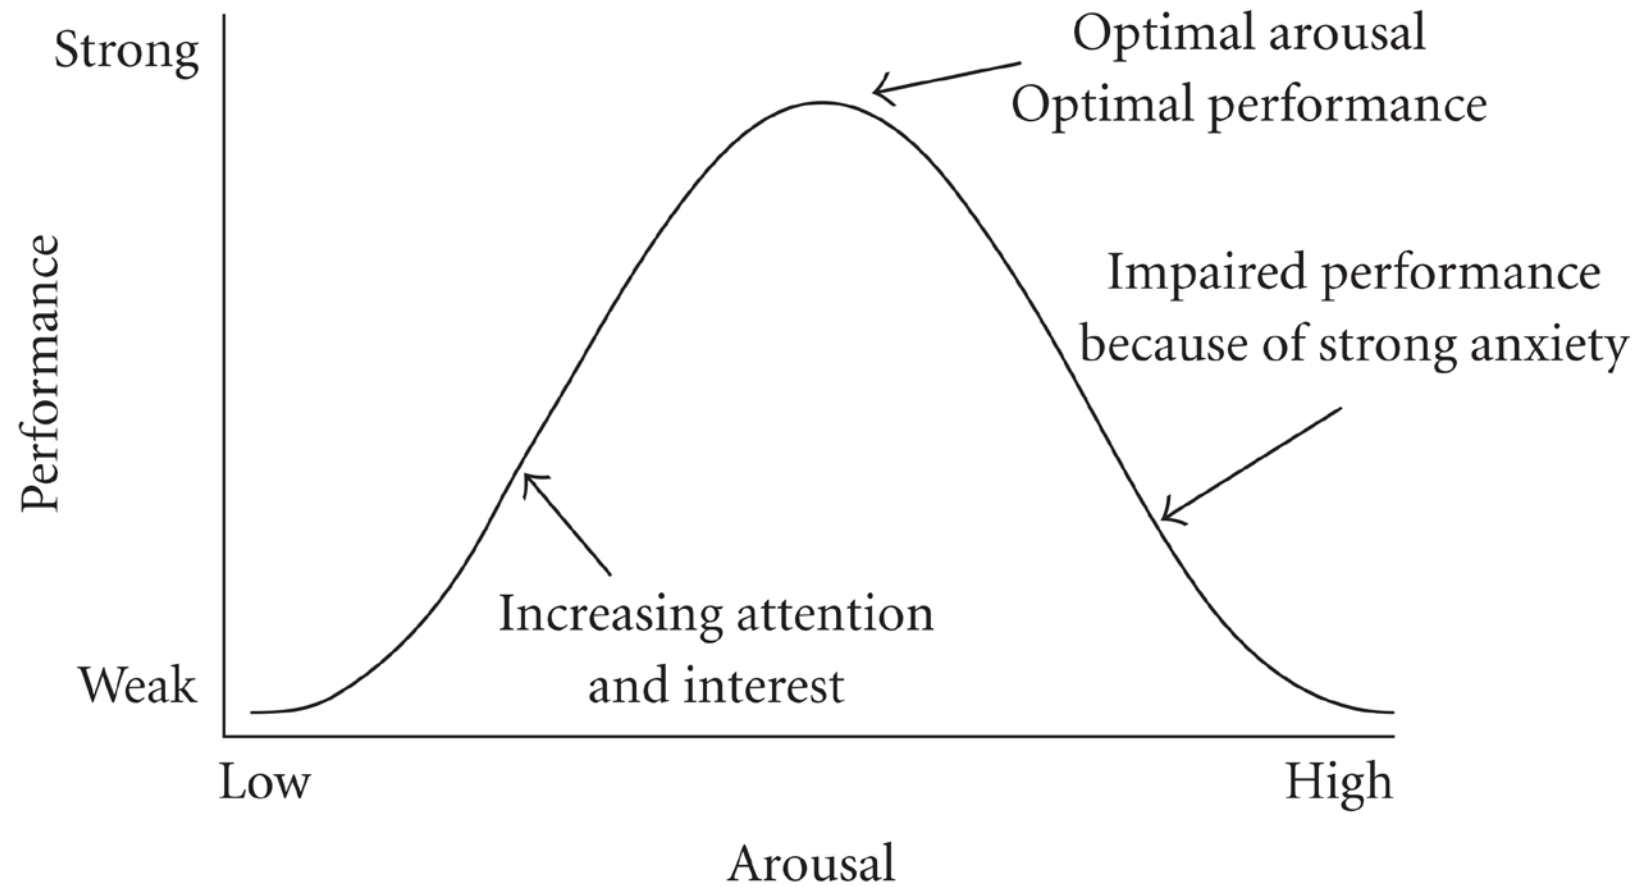 Strong
Optimal arousal
Optimal performance
Impaired performance
because of strong anxiety
Performance
Increasing attention
and interest
Weak
Low
High
Arousal